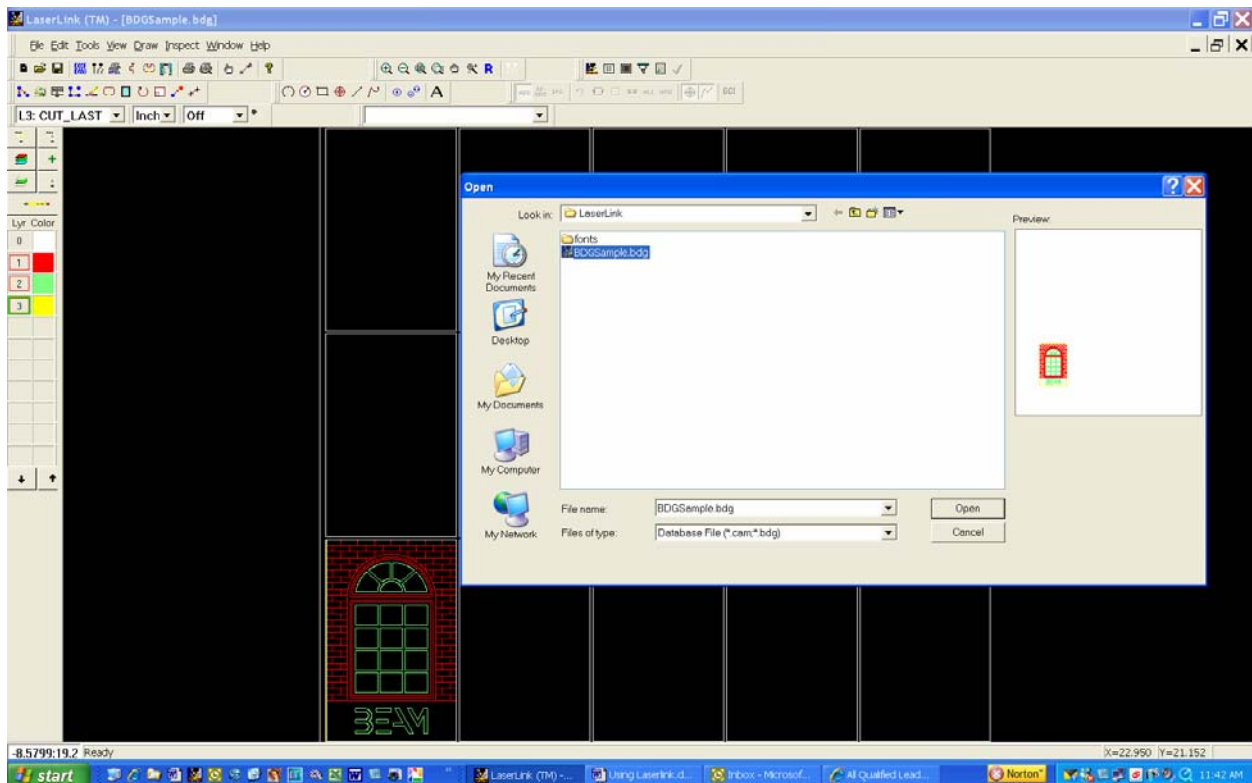 LaserLink (TM) - [BDGSample.bdg]
File Edit Tools View Draw Inspect Window Help
R
A
L3: CUT_LAST Inch Off
Open
Look in: LaserLink
Preview:
Lyr Color
0
1
2
3
fonts
BDGSample.bdg
My Recent
Documents
Desktop
My Documents
My Computer
My Network
File name: BDGSample.bdg Open
Files of type: Database File (*.cam;*.bdg) Cancel
BEAM
-8.5799:19.2 Ready X=22.950 Y=21.152
start LaserLink (TM) -... Using Laserlink.d... Inbox - Microsof... All Qualified Lead... Norton 11:42 AM